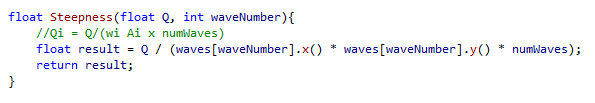 float Steepness(float Q, int waveNumber){
//Qi = Q/(wi Ai x numWaves)
float result = Q / (waves[waveNumber].x() * waves[waveNumber].y() * numWaves);
return result;
}